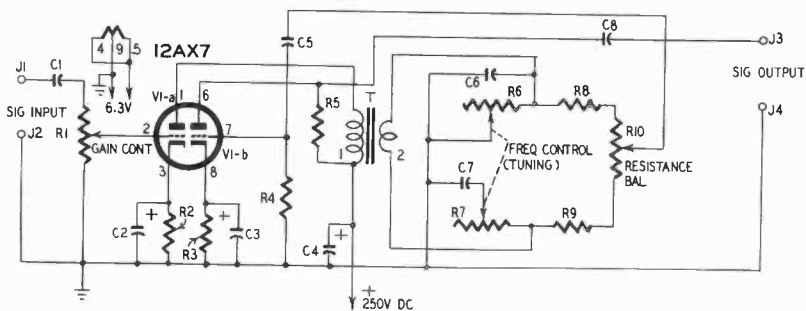 12AX7
4 9 5
6.3V
J1
C1
SIG INPUT
J2
R1
GAIN CONT
V1-a
1
6
2
7
V1-b
3
8
C2
+
R2
R3
+
C3
R4
C5
R5
T
1
2
C4
+
+
250V DC
C6
R6
R8
FREQ CONTROL
(TUNING)
C7
R7
R9
R10
RESISTANCE
BAL
C8
J3
SIG OUTPUT
J4